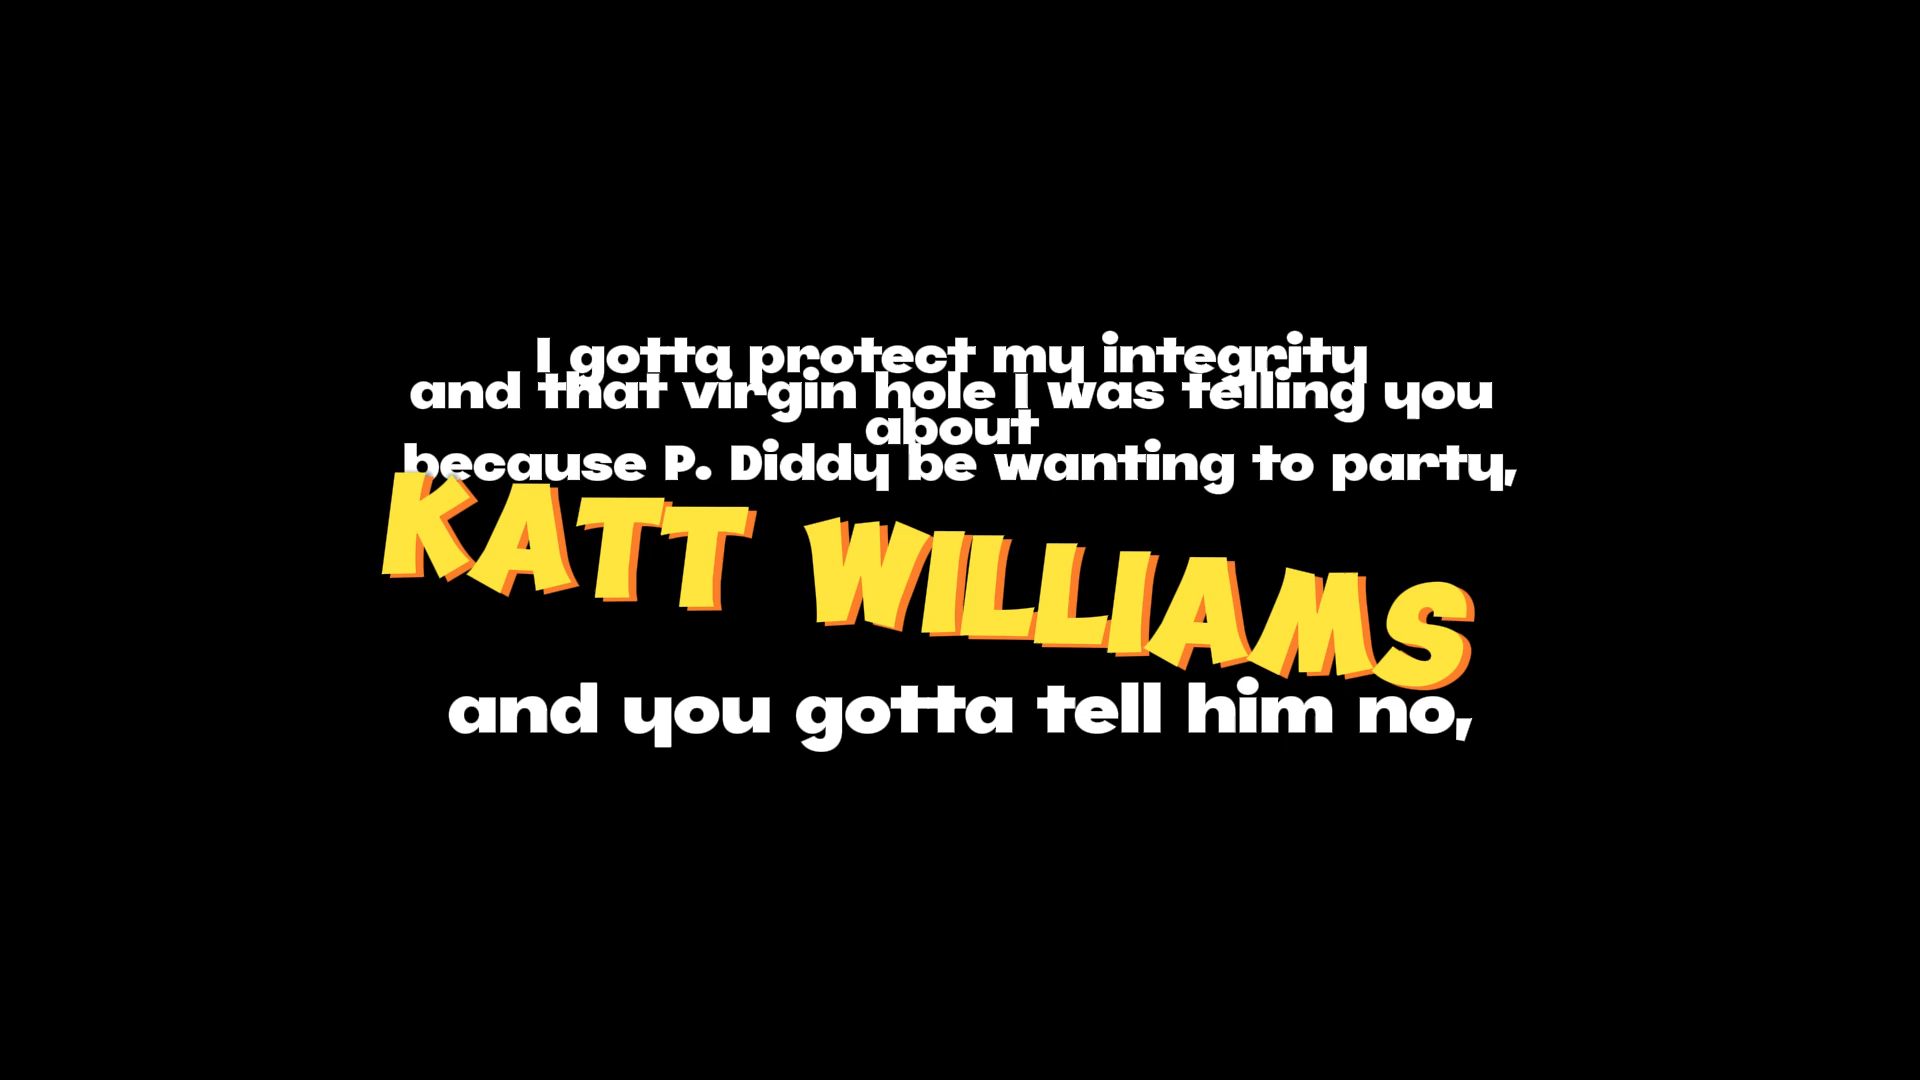 I gotta protect my integrity
and that virgin hole I was telling you
about
because P. Diddy be wanting to party,
KATT WILLIAMS
and you gotta tell him no,